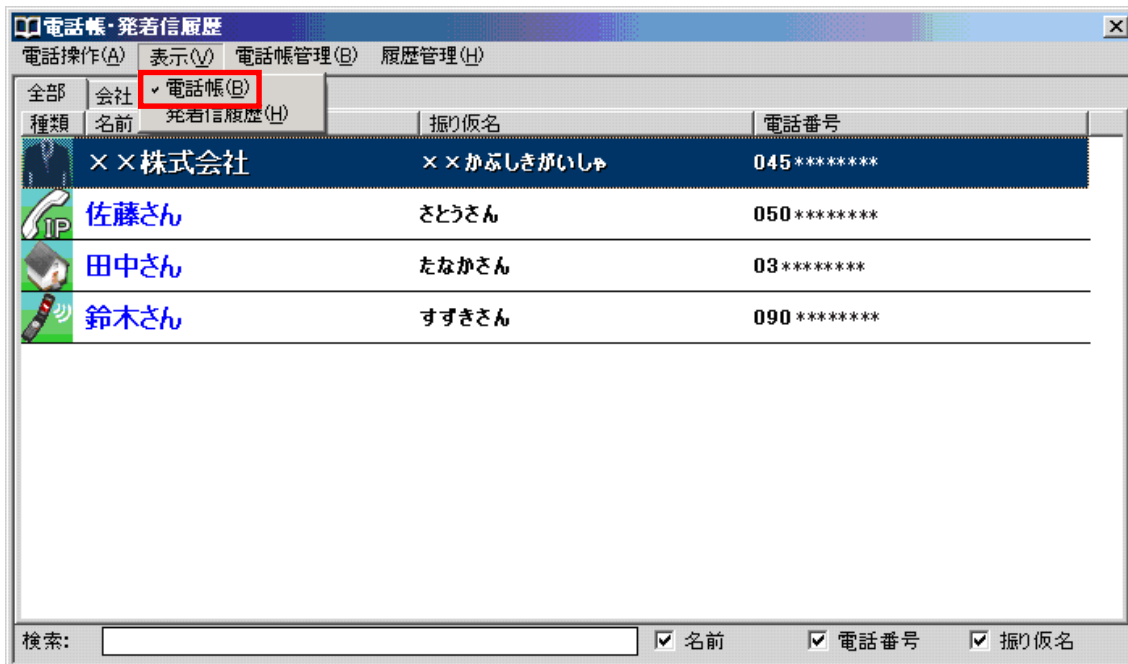 電話帳・発着信履歴
電話操作(A) 表示(V) 電話帳管理(B) 履歴管理(H)
✓ 電話帳(B)
発着信履歴(H)
全部 会社
種類 名前 振り仮名 電話番号
××株式会社 ××かぶしきがいしゃ 045********
IP 佐藤さん さとうさん 050********
田中さん たなかさん 03********
鈴木さん すずきさん 090********
検索: 名前 電話番号 振り仮名